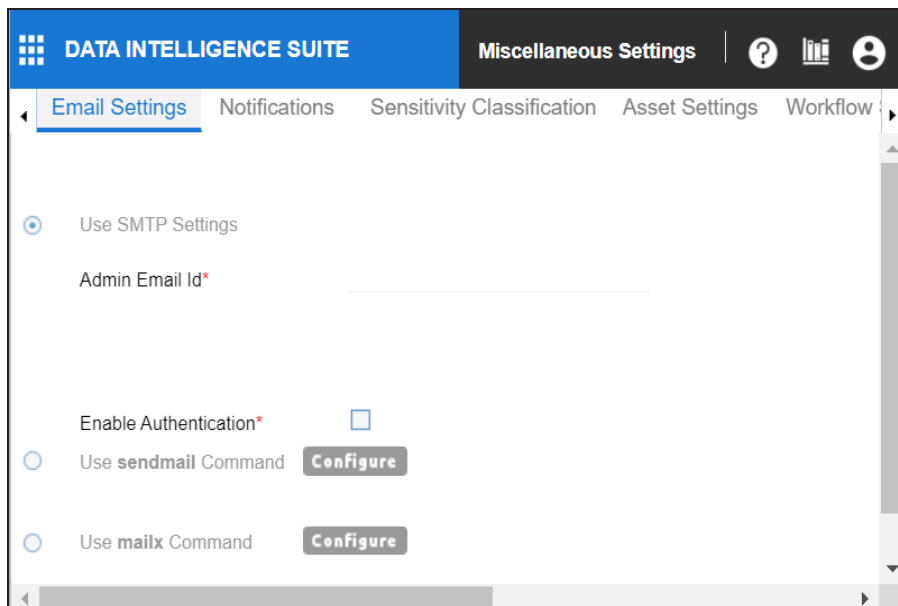 DATA INTELLIGENCE SUITE
Miscellaneous Settings
?
Email Settings Notifications Sensitivity Classification Asset Settings Workflow
Use SMTP Settings
Admin Email Id*
Enable Authentication*
Use sendmail Command Configure
Use mailx Command Configure